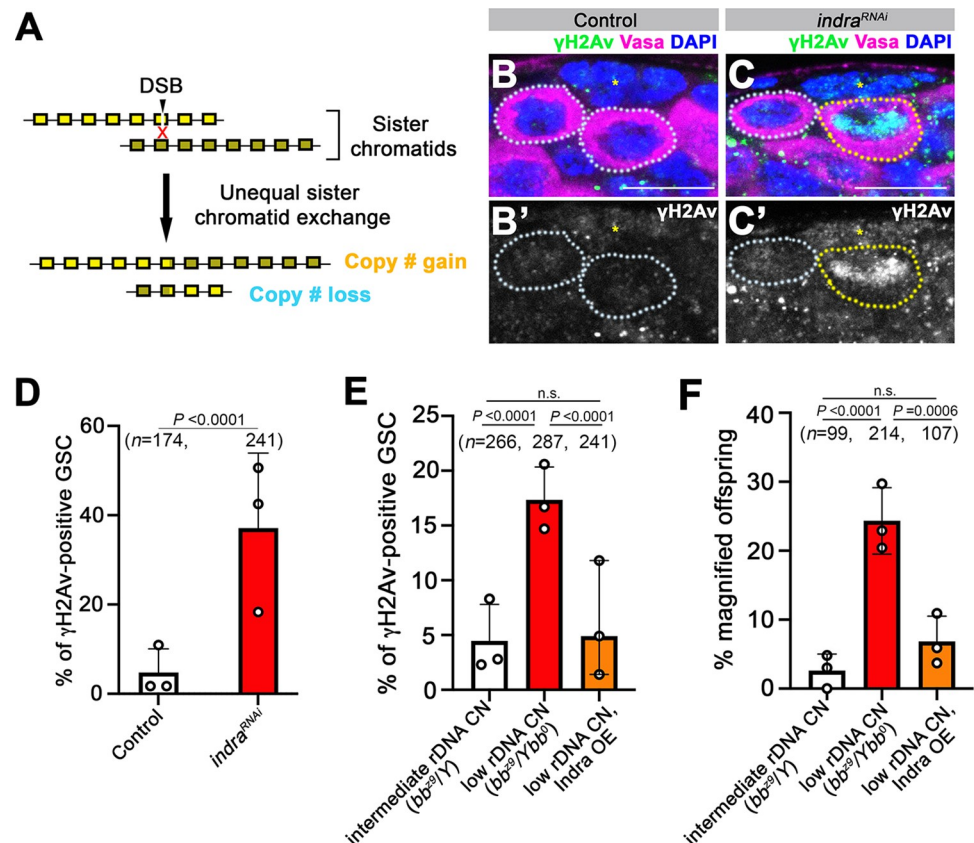 A
DSB
X
Sister
chromatids
Unequal sister
chromatid exchange
Copy # gain
Copy # loss
Control
γH2Av Vasa DAPI
B
*
B'
γH2Av
*
indraRNAi
γH2Av Vasa DAPI
C
*
C'
γH2Av
*
D
% of γH2Av-positive GSC
60
40
20
0
P <0.0001
(n=174, 241)
Control
indraRNAi
E
% of γH2Av-positive GSC
25
20
15
10
5
0
n.s.
P <0.0001 P <0.0001
(n=266, 287, 241)
intermediate rDNA CN
(bbz9/Y)
low rDNA CN
(bbz9/Ybb0)
low rDNA CN,
Indra OE
F
% magnified offspring
40
30
20
10
0
n.s.
P <0.0001 P =0.0006
(n=99, 214, 107)
intermediate rDNA CN
(bbz9/Y)
low rDNA CN
(bbz9/Ybb0)
low rDNA CN,
Indra OE